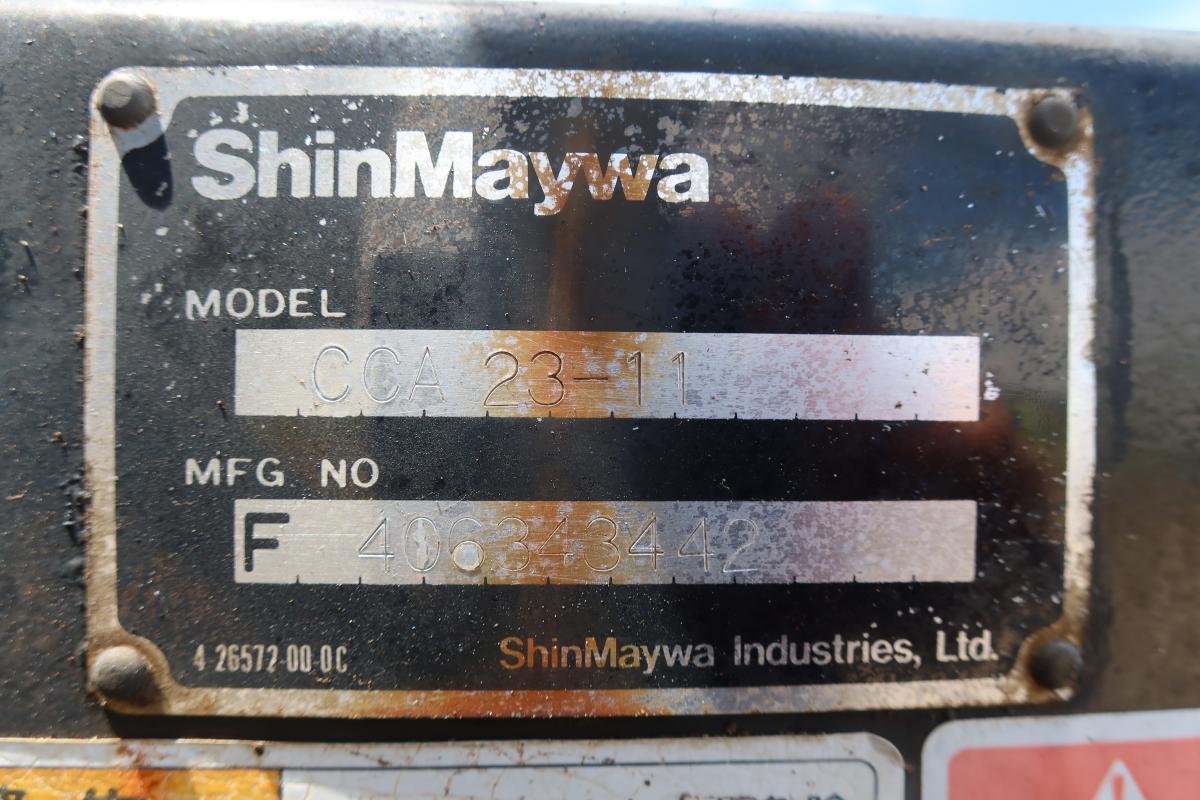 ShinMaywa
MODEL
CCA 23-11
MFG NO
F 406343442
4 26572 00 0C
ShinMaywa Industries, Ltd.